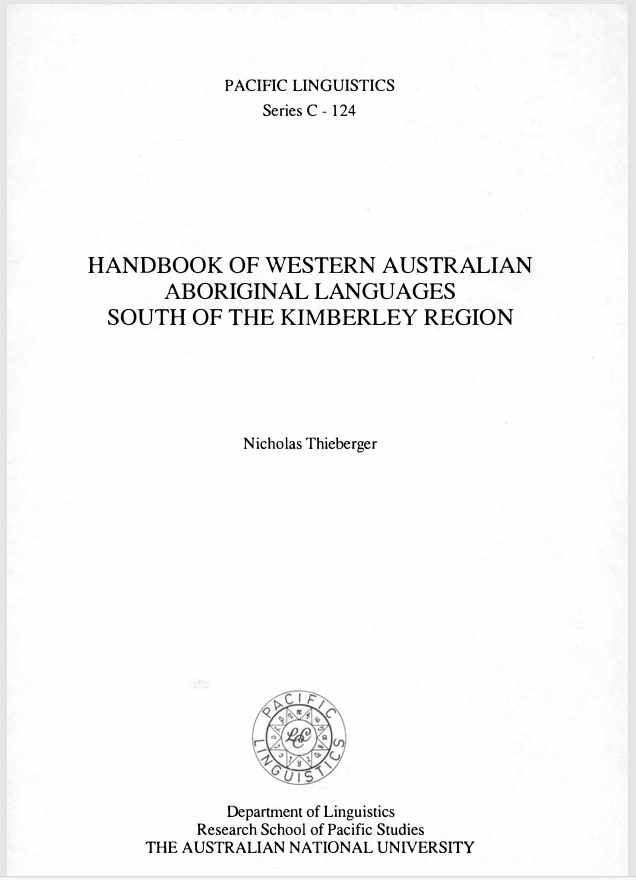 PACIFIC LINGUISTICS
Series C - 124
HANDBOOK OF WESTERN AUSTRALIAN
ABORIGINAL LANGUAGES
SOUTH OF THE KIMBERLEY REGION
Nicholas Thieberger
PACIFIC
LINGUISTICS
Department of Linguistics
Research School of Pacific Studies
THE AUSTRALIAN NATIONAL UNIVERSITY